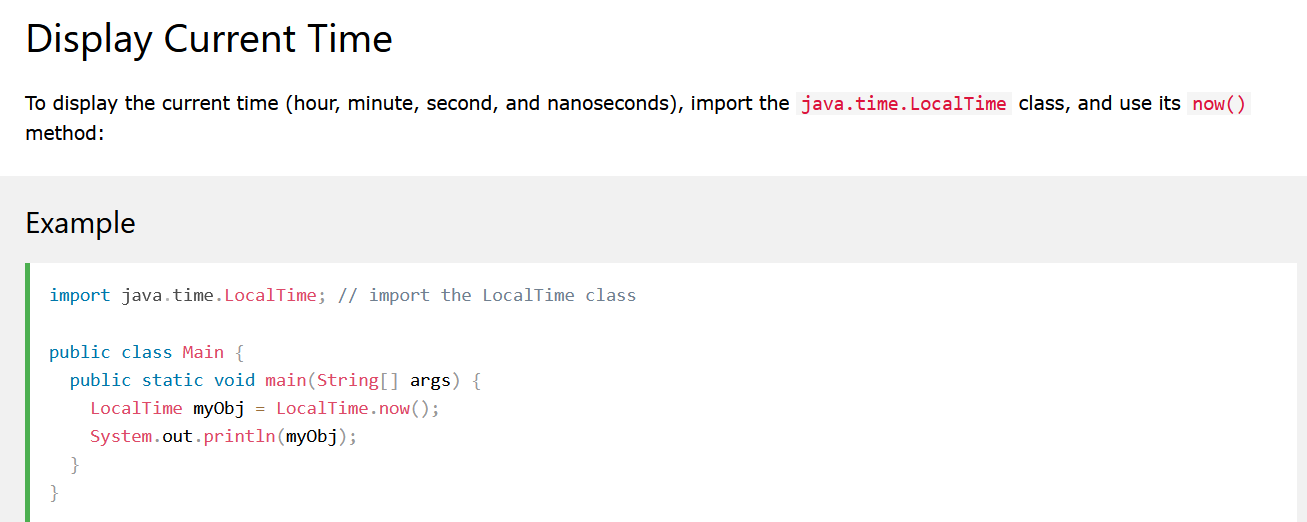 Display Current Time
To display the current time (hour, minute, second, and nanoseconds), import the java.time.LocalTime class, and use its now()
method:
Example
import java.time.LocalTime; // import the LocalTime class
public class Main {
  public static void main(String[] args) {
    LocalTime myObj = LocalTime.now();
    System.out.println(myObj);
  }
}